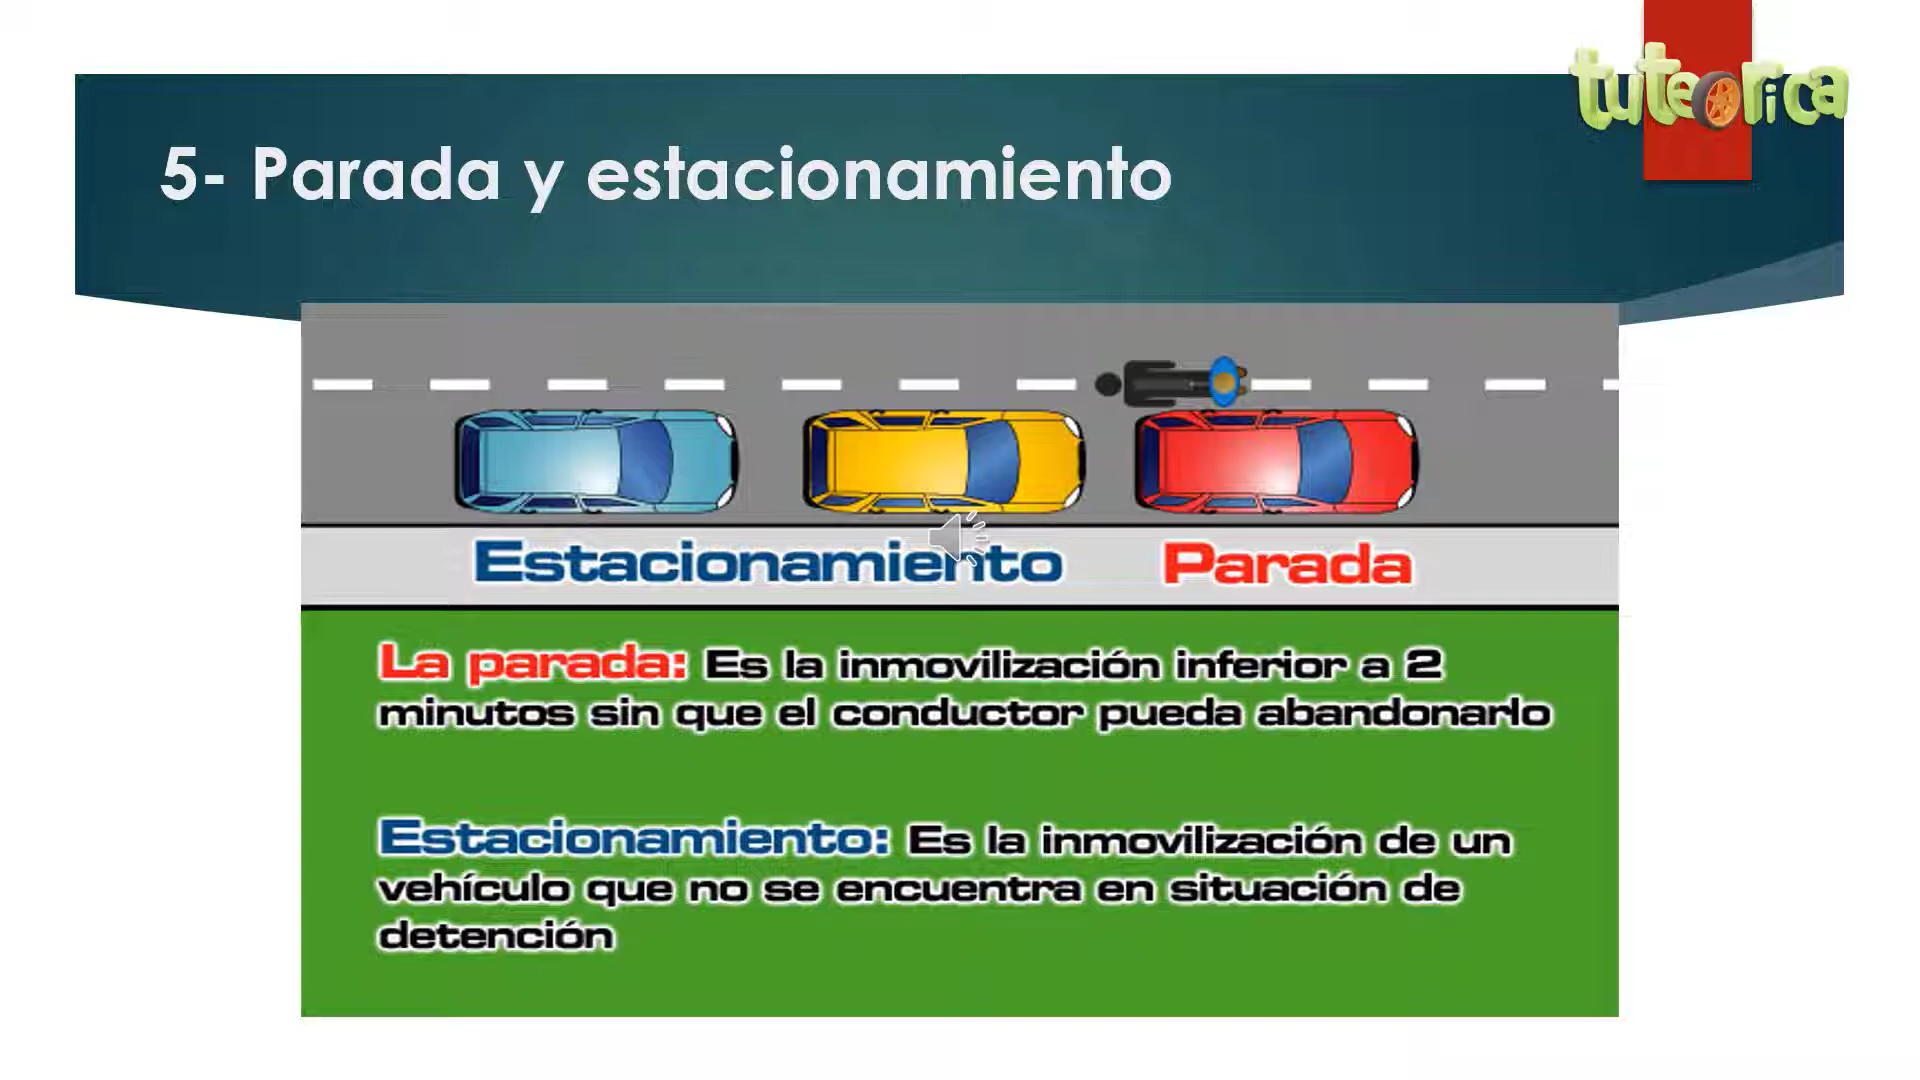 tuteorica
5- Parada y estacionamiento
Estacionamiento Parada
La parada: Es la inmovilización inferior a 2
minutos sin que el conductor pueda abandonarlo
Estacionamiento: Es la inmovilización de un
vehículo que no se encuentra en situación de
detención